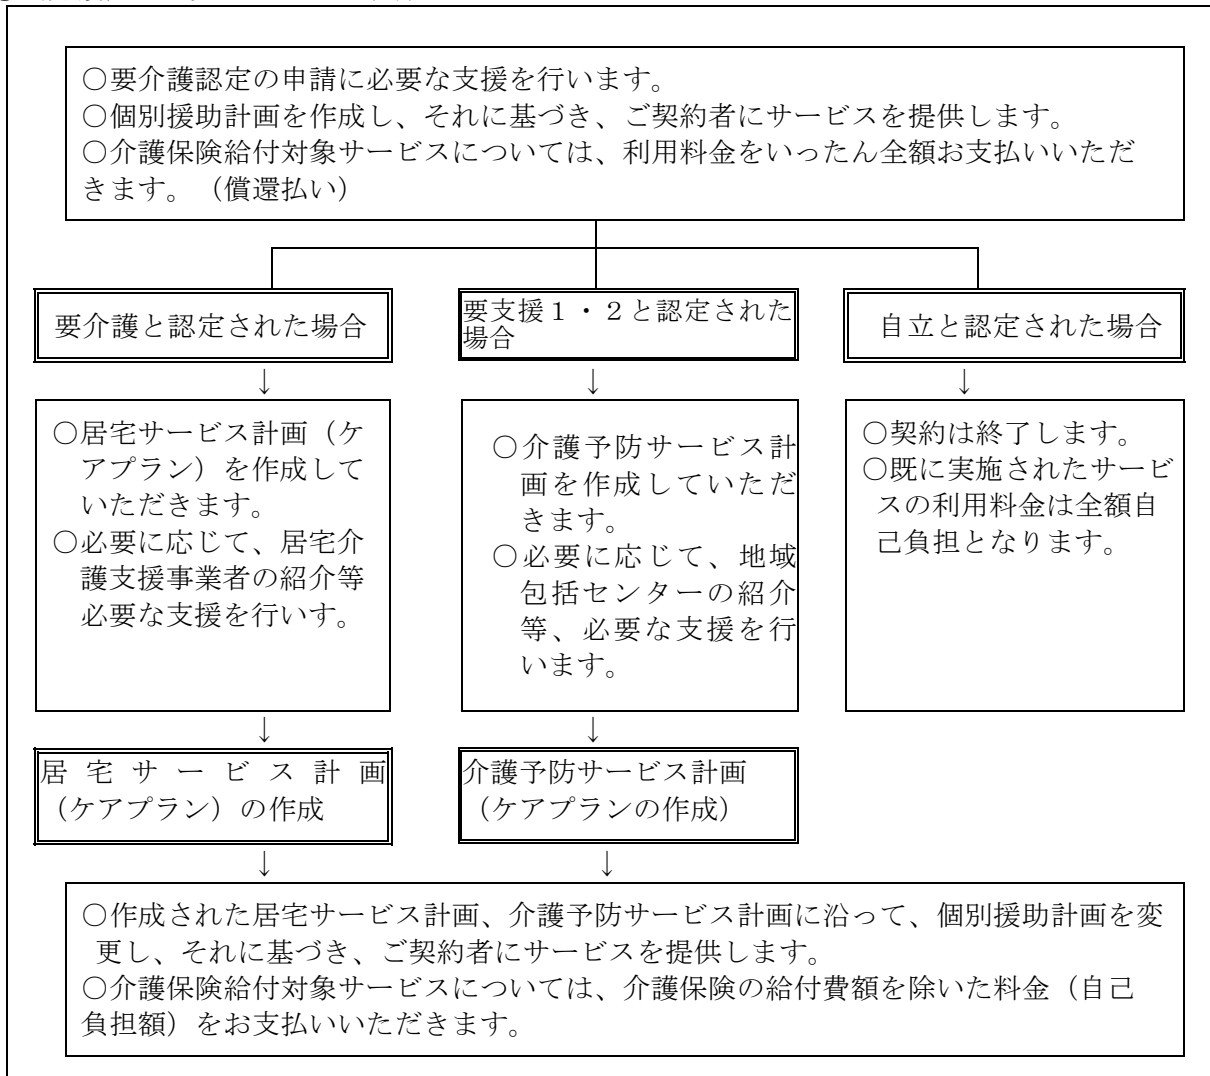 ○要介護認定の申請に必要な支援を行います。
○個別援助計画を作成し、それに基づき、ご契約者にサービスを提供します。
○介護保険給付対象サービスについては、利用料金をいったん全額お支払いいただ
きます。（償還払い）
要介護と認定された場合
要支援１・２と認定された
場合
自立と認定された場合
↓
↓
↓
○居宅サービス計画（ケ
アプラン）を作成して
いただきます。
○必要に応じて、居宅介
護支援事業者の紹介等
必要な支援を行いす。
○介護予防サービス計
画を作成していただ
きます。
○必要に応じて、地域
包括センターの紹介
等、必要な支援を行
います。
○契約は終了します。
○既に実施されたサービ
スの利用料金は全額自
己負担となります。
↓
↓
居宅サービス計画
（ケアプラン）の作成
介護予防サービス計画
（ケアプランの作成）
↓
↓
○作成された居宅サービス計画、介護予防サービス計画に沿って、個別援助計画を変
更し、それに基づき、ご契約者にサービスを提供します。
○介護保険給付対象サービスについては、介護保険の給付費額を除いた料金（自己
負担額）をお支払いいただきます。